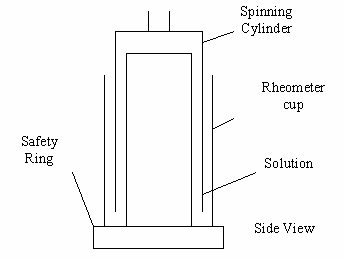 Spinning
Cylinder
Rheometer
cup
Safety
Ring
Solution
Side View